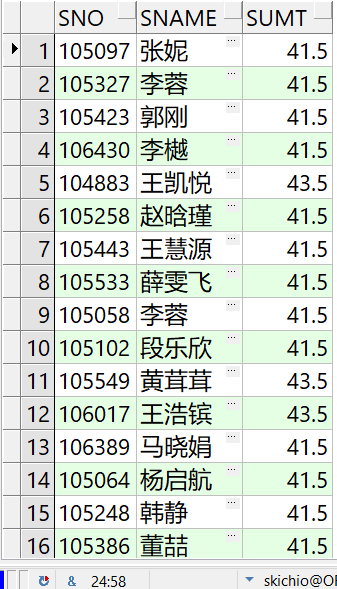 SNO SNAME SUMT
1 105097 张妮 ... 41.5
2 105327 李蓉 ... 41.5
3 105423 郭刚 ... 41.5
4 106430 李樾 ... 41.5
5 104883 王凯悦 ... 43.5
6 105258 赵晗瑾 ... 41.5
7 105443 王慧源 ... 41.5
8 105533 薛雯飞 ... 41.5
9 105058 李蓉 ... 41.5
10 105102 段乐欣 ... 41.5
11 105549 黄茸茸 ... 43.5
12 106017 王浩镔 ... 43.5
13 106389 马晓娟 ... 41.5
14 105064 杨启航 ... 41.5
15 105248 韩静 ... 41.5
16 105386 董喆 ... 41.5
& 24:58 skichio@OR